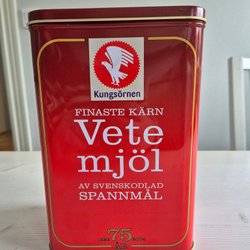 Kungsörnen
FINASTE KÄRN
Vete
mjöl
AV SVENSKODLAD
SPANNMÅL
75